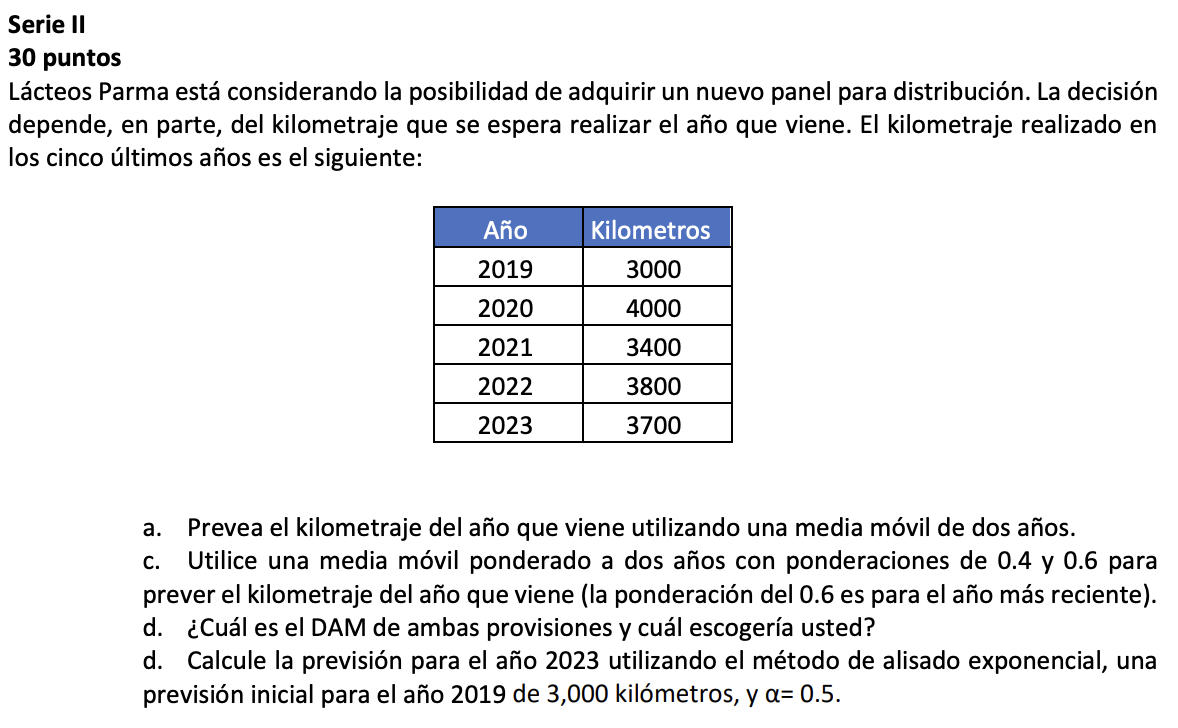 Serie II
30 puntos
Lácteos Parma está considerando la posibilidad de adquirir un nuevo panel para distribución. La decisión
depende, en parte, del kilometraje que se espera realizar el año que viene. El kilometraje realizado en
los cinco últimos años es el siguiente:
Año Kilometros
2019 3000
2020 4000
2021 3400
2022 3800
2023 3700
a. Prevea el kilometraje del año que viene utilizando una media móvil de dos años.
c. Utilice una media móvil ponderado a dos años con ponderaciones de 0.4 y 0.6 para
prever el kilometraje del año que viene (la ponderación del 0.6 es para el año más reciente).
d. ¿Cuál es el DAM de ambas provisiones y cuál escogería usted?
d. Calcule la previsión para el año 2023 utilizando el método de alisado exponencial, una
previsión inicial para el año 2019 de 3,000 kilómetros, y α= 0.5.